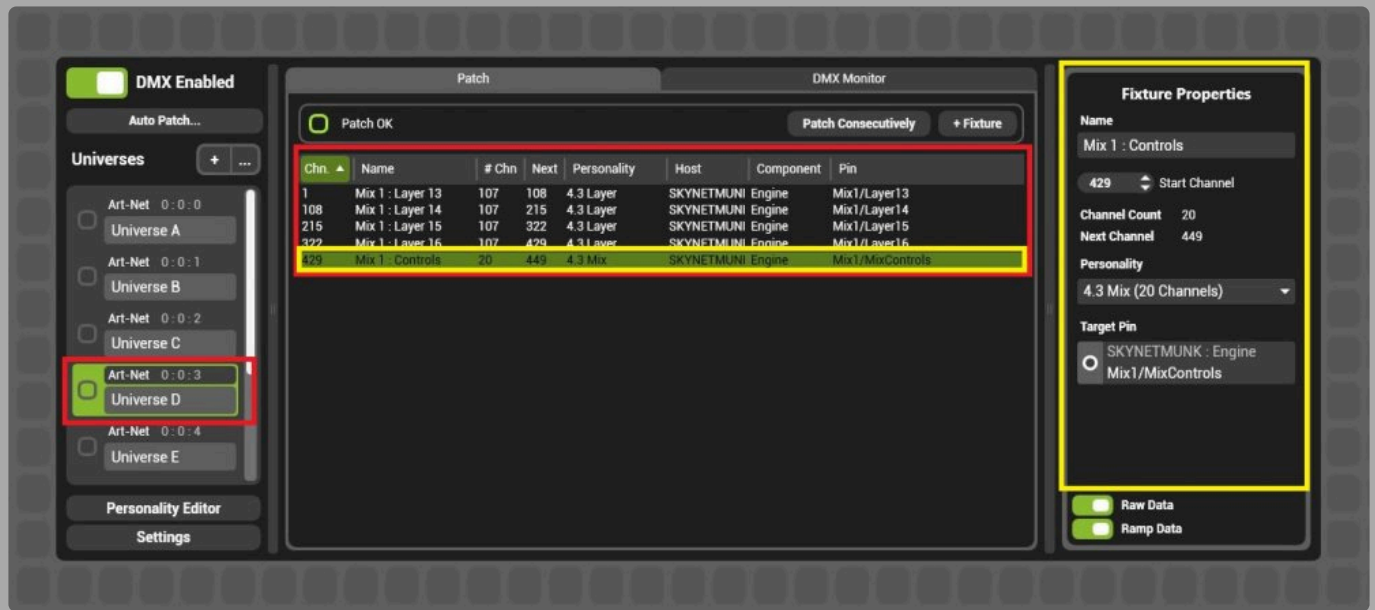 DMX Enabled
Auto Patch...
Universes + ...
Art-Net 0:0:0
Universe A
Art-Net 0:0:1
Universe B
Art-Net 0:0:2
Universe C
Art-Net 0:0:3
Universe D
Art-Net 0:0:4
Universe E
Personality Editor
Settings
Patch DMX Monitor
Patch OK Patch Consecutively + Fixture
Chn. Name # Chn Next Personality Host Component Pin
1 Mix 1 : Layer 13 107 108 4.3 Layer SKYNETMUNI Engine Mix1/Layer13
108 Mix 1 : Layer 14 107 215 4.3 Layer SKYNETMUNI Engine Mix1/Layer14
215 Mix 1 : Layer 15 107 322 4.3 Layer SKYNETMUNI Engine Mix1/Layer15
322 Mix 1 : Layer 16 107 429 4.3 Layer SKYNETMUNI Engine Mix1/Layer16
429 Mix 1 : Controls 20 449 4.3 Mix SKYNETMUNI Engine Mix1/MixControls
Fixture Properties
Name
Mix 1 : Controls
429 Start Channel
Channel Count 20
Next Channel 449
Personality
4.3 Mix (20 Channels)
Target Pin
SKYNETMUNK : Engine
Mix1/MixControls
Raw Data
Ramp Data